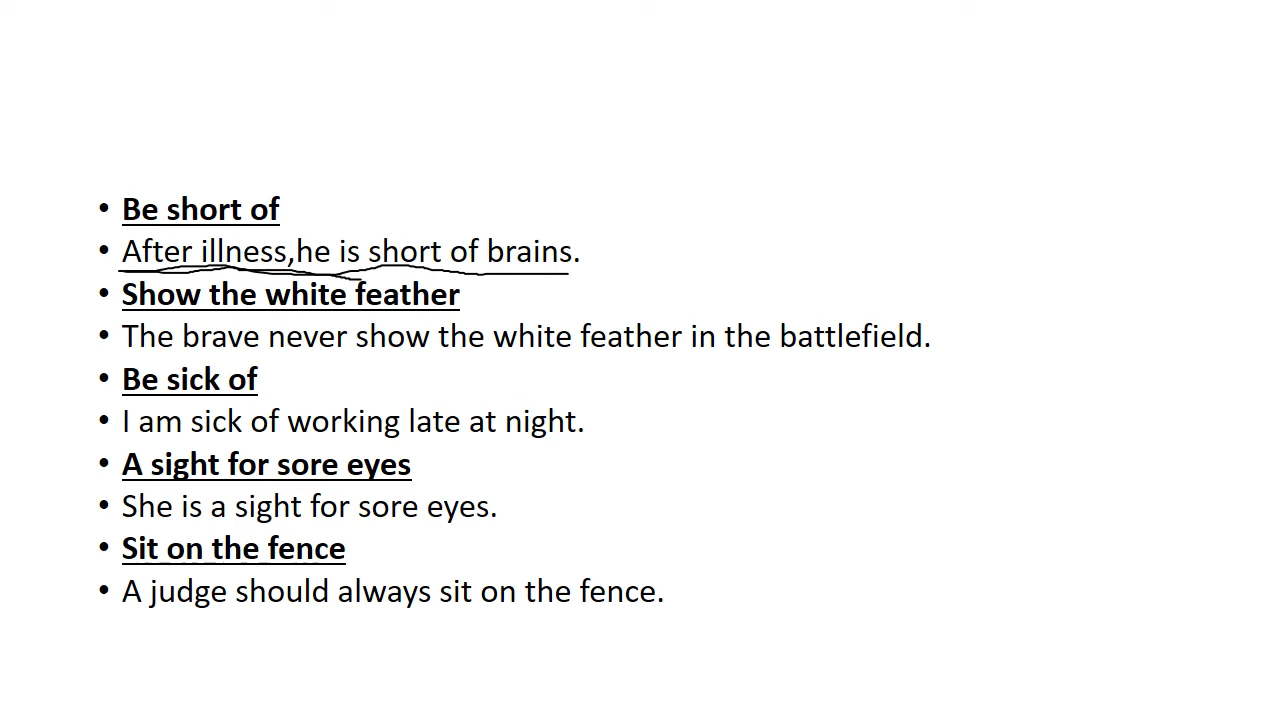 • Be short of
• After illness,he is short of brains.
• Show the white feather
• The brave never show the white feather in the battlefield.
• Be sick of
• I am sick of working late at night.
• A sight for sore eyes
• She is a sight for sore eyes.
• Sit on the fence
• A judge should always sit on the fence.